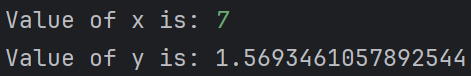 Value of x is: 7
Value of y is: 1.5693461057892544